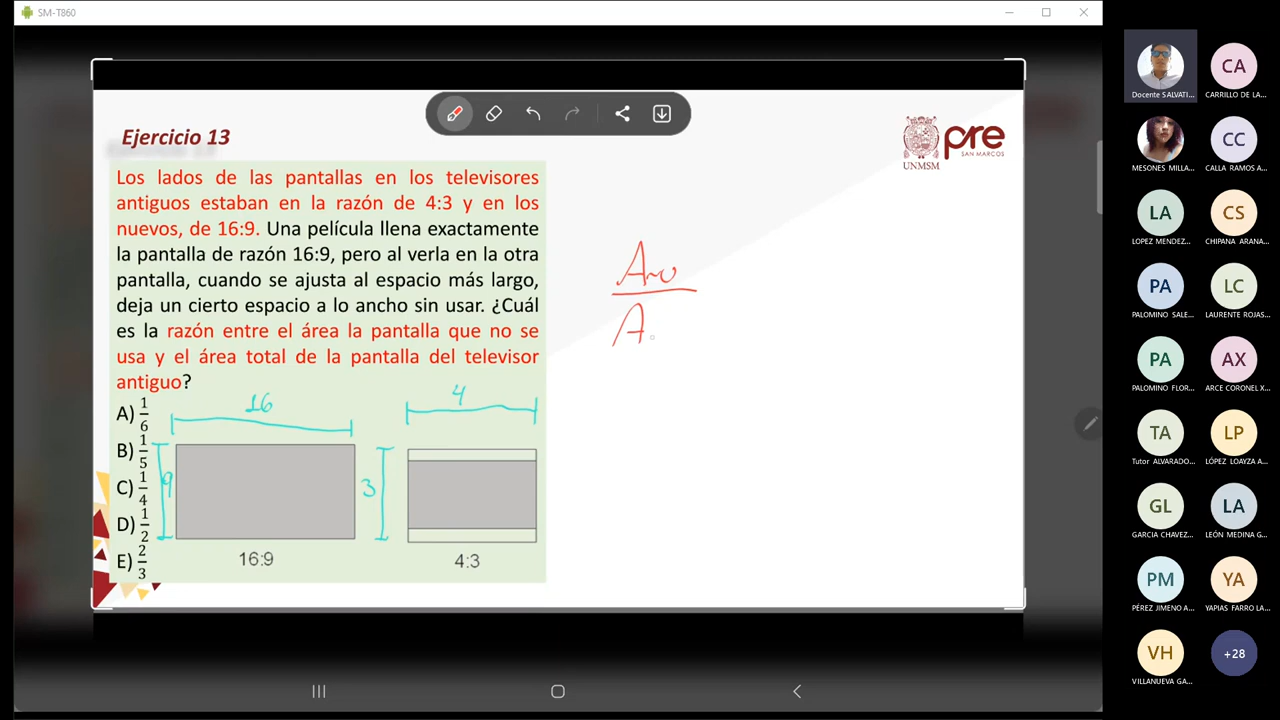 SM-T860
Ejercicio 13
pre
SAN MARCOS
UNMSM
Los lados de las pantallas en los televisores
antiguos estaban en la razón de 4:3 y en los
nuevos, de 16:9. Una película llena exactamente
la pantalla de razón 16:9, pero al verla en la otra
pantalla, cuando se ajusta al espacio más largo,
deja un cierto espacio a lo ancho sin usar. ¿Cuál
es la razón entre el área la pantalla que no se
usa y el área total de la pantalla del televisor
antiguo?
A) 1/6
B) 1/5
C) 1/4
D) 1/2
E) 2/3
16
9
16:9
4
3
4:3
A
Docente SALVATI...
CA
CARRILLO DE LA...
MESONES MILLA...
CC
CALLA RAMOS A...
LA
LOPEZ MENDEZ...
CS
CHIPANA ARANA...
PA
PALOMINO SALE...
LC
LAURENTE ROJAS...
PA
PALOMINO FLOR...
AX
ARCE CORONEL X...
TA
Tutor ALVARADO...
LP
LÓPEZ LOAYZA A...
GL
GARCIA CHAVEZ...
LA
LEÓN MEDINA G...
PM
PÉREZ JIMENO A...
YA
YAPIAS FARRO LA...
VH
VILLANUEVA GA...
+28